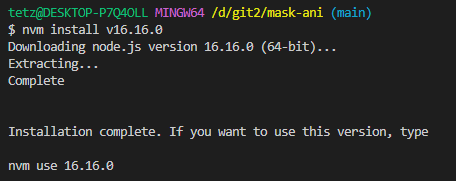 tetz@DESKTOP-P7Q4OLL MINGW64 /d/git2/mask-ani (main)
$ nvm install v16.16.0
Downloading node.js version 16.16.0 (64-bit)...
Extracting...
Complete
Installation complete. If you want to use this version, type
nvm use 16.16.0